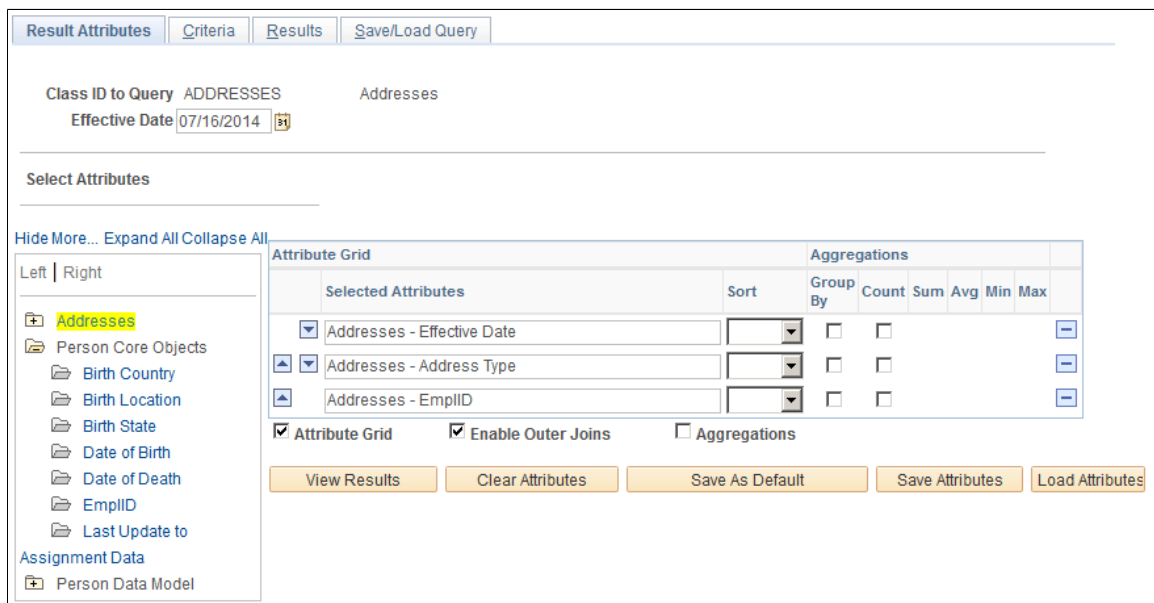 Result Attributes Criteria Results Save/Load Query
Class ID to Query ADDRESSES Addresses
Effective Date 07/16/2014 31
Select Attributes
Hide More... Expand All Collapse All
Left | Right
Addresses
Person Core Objects
Birth Country
Birth Location
Birth State
Date of Birth
Date of Death
EmplID
Last Update to
Assignment Data
Person Data Model
Attribute Grid Aggregations
Selected Attributes Sort Group By Count Sum Avg Min Max
Addresses - Effective Date
Addresses - Address Type
Addresses - EmplID
Attribute Grid Enable Outer Joins Aggregations
View Results Clear Attributes Save As Default Save Attributes Load Attributes